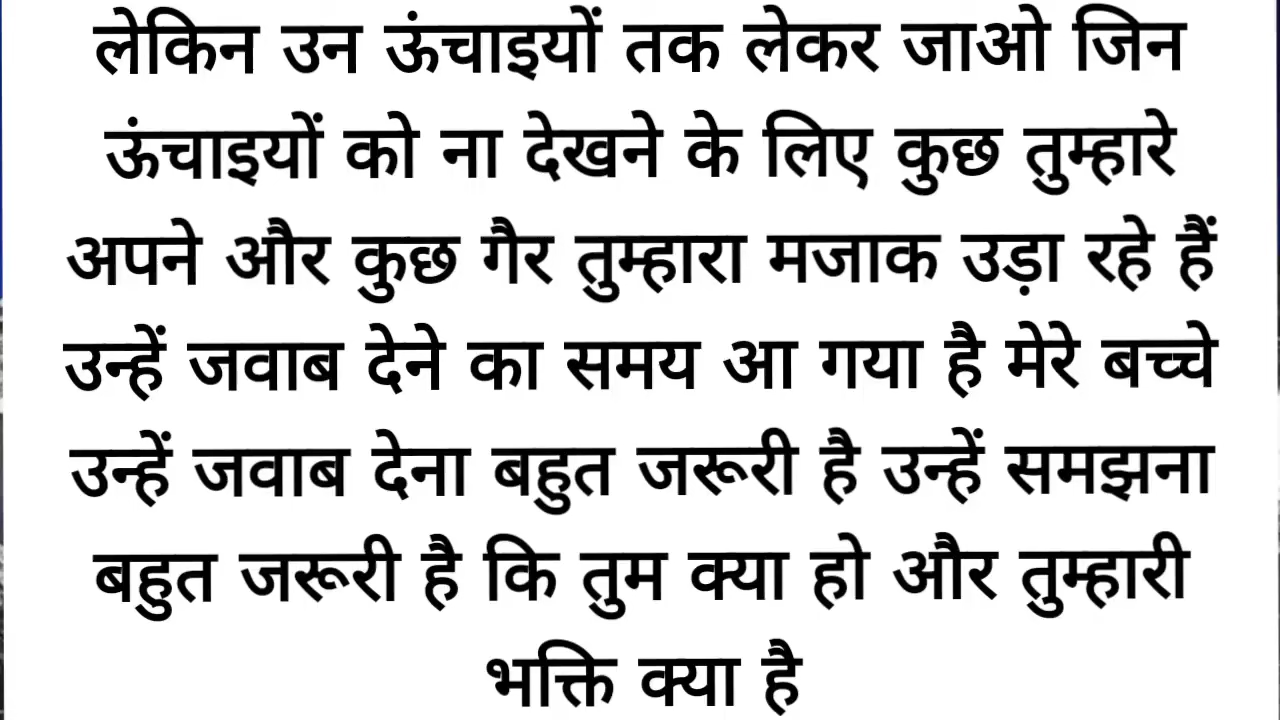 लेकिन उन ऊंचाइयों तक लेकर जाओ जिन
ऊंचाइयों को ना देखने के लिए कुछ तुम्हारे
अपने और कुछ गैर तुम्हारा मजाक उड़ा रहे हैं
उन्हें जवाब देने का समय आ गया है मेरे बच्चे
उन्हें जवाब देना बहुत जरूरी है उन्हें समझना
बहुत जरूरी है कि तुम क्या हो और तुम्हारी
भक्ति क्या है